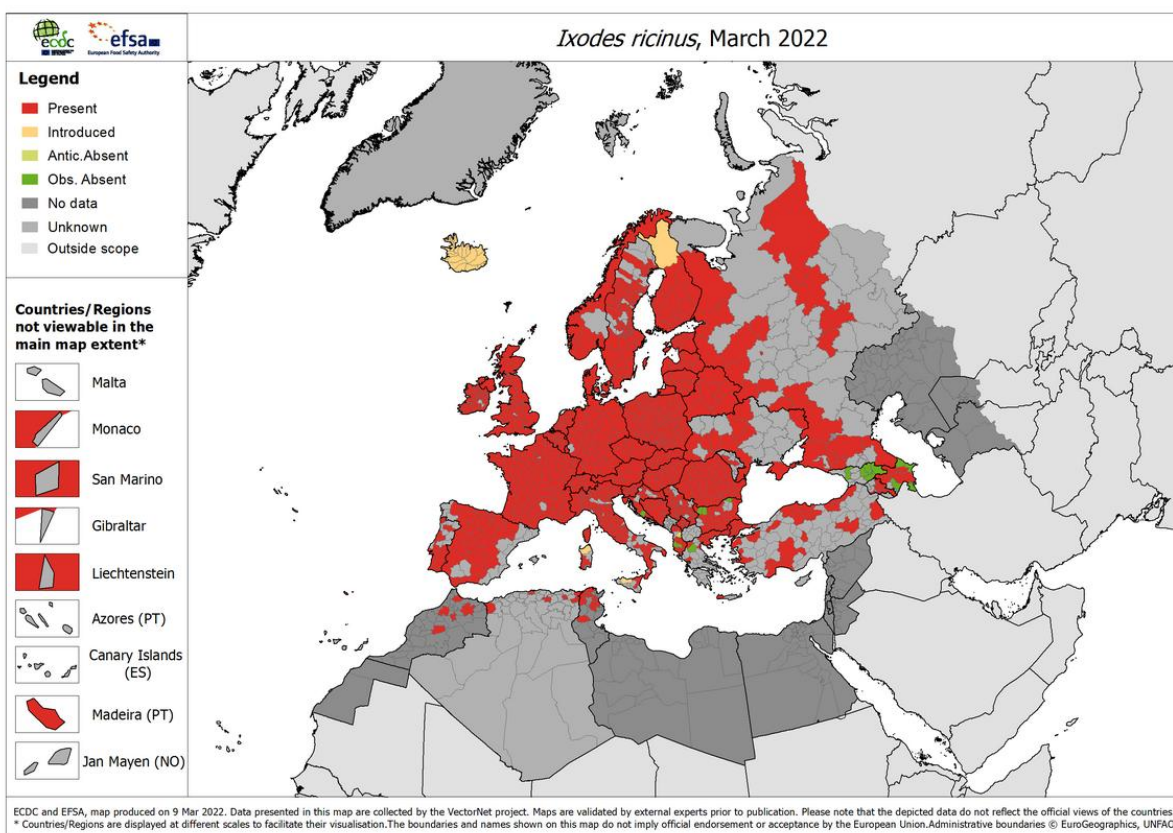 ecdc
efsa
European Food Safety Authority
Ixodes ricinus, March 2022
Legend
Present
Introduced
Antic.Absent
Obs. Absent
No data
Unknown
Outside scope
Countries/Regions
not viewable in the
main map extent*
Malta
Monaco
San Marino
Gibraltar
Liechtenstein
Azores (PT)
Canary Islands
(ES)
Madeira (PT)
Jan Mayen (NO)
ECDC and EFSA, map produced on 9 Mar 2022. Data presented in this map are collected by the VectorNet project. Maps are validated by external experts prior to publication. Please note that the depicted data do not reflect the official views of the countries
* Countries/Regions are displayed at different scales to facilitate their visualisation.The boundaries and names shown on this map do not imply official endorsement or acceptance by the European Union.Administrative boundaries © EuroGeographics, UNFAO